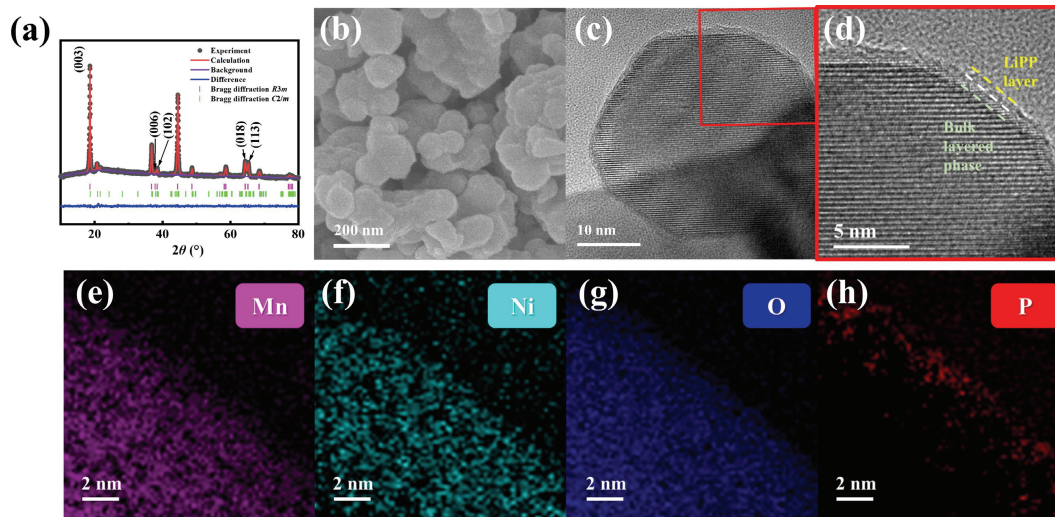 (a)
(003)
(006)
(102)
(018)
(113)
Experiment
Calculation
Background
Difference
Bragg diffraction R3m
Bragg diffraction C2/m
20
40
60
80
2θ (°)
(b)
200 nm
(c)
10 nm
(d)
LiPP
layer
Bulk
layered
phase
5 nm
(e)
Mn
2 nm
(f)
Ni
2 nm
(g)
O
2 nm
(h)
P
2 nm